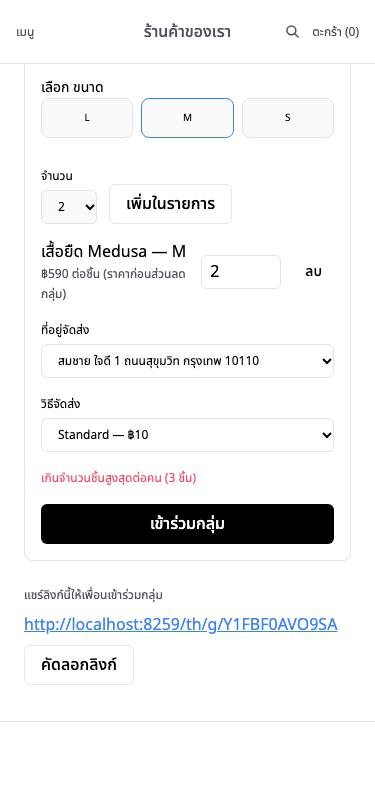 เมนู
ร้านค้าของเรา
ตะกร้า (0)
เลือก ขนาด
L
M
S
จำนวน
2
เพิ่มในรายการ
เสื้อยืด Medusa — M
฿590 ต่อชิ้น (ราคาก่อนส่วนลด
กลุ่ม)
2
ลบ
ที่อยู่จัดส่ง
สมชาย ใจดี 1 ถนนสุขุมวิท กรุงเทพ 10110
วิธีจัดส่ง
Standard — ฿10
เกินจำนวนชิ้นสูงสุดต่อคน (3 ชิ้น)
เข้าร่วมกลุ่ม
แชร์ลิงก์นี้ให้เพื่อนเข้าร่วมกลุ่ม
http://localhost:8259/th/g/Y1FBF0AVO9SA
คัดลอกลิงก์